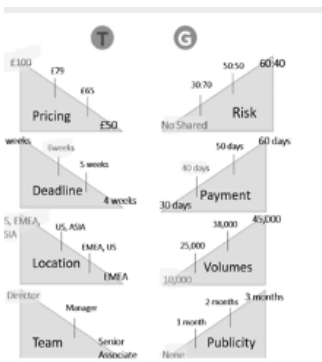 T G
£100
£79
£65
£50
Pricing
60:40
50:50
30:70
No Shared
Risk
weeks
6weeks
5 weeks
4 weeks
Deadline
60 days
50 days
40 days
30 days
Payment
S, EMEA,
SIA
US, ASIA
EMEA, US
EMEA
Location
45,000
38,000
25,000
10,000
Volumes
Director
Manager
Senior
Associate
Team
3 months
2 months
1 month
None
Publicity